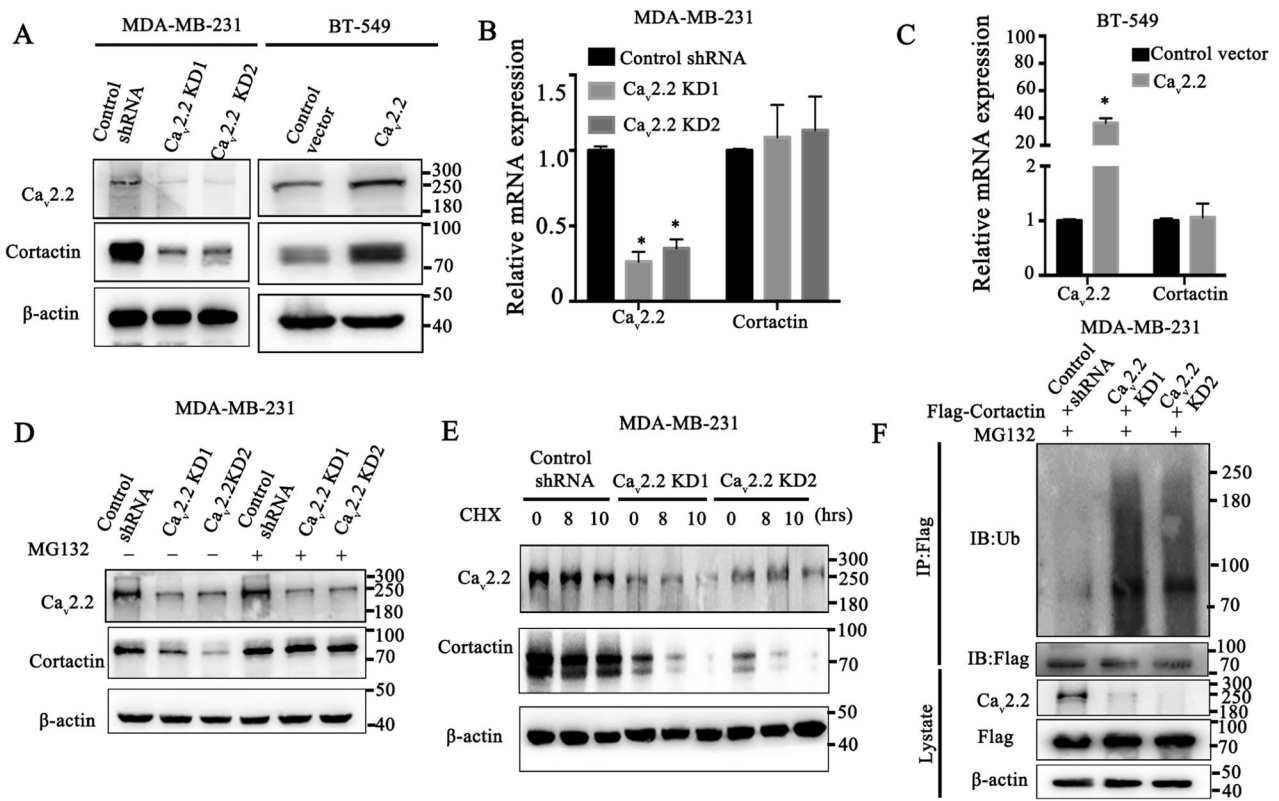 A
MDA-MB-231
BT-549
Control shRNA
Cav2.2 KD1
Cav2.2 KD2
Control vector
Cav2.2
Cav2.2
300
250
180
Cortactin
100
70
β-actin
50
40
B
MDA-MB-231
Relative mRNA expression
1.5
1.0
0.5
0
Control shRNA
Cav2.2 KD1
Cav2.2 KD2
* *
Cav2.2
Cortactin
C
BT-549
Relative mRNA expression
100
80
60
40
20
2
1
0
Control vector
Cav2.2
*
Cav2.2
Cortactin
D
MDA-MB-231
Control shRNA
Cav2.2 KD1
Cav2.2KD2
Control shRNA
Cav2.2 KD1
Cav2.2 KD2
MG132 – – – + + +
Cav2.2
300
250
180
Cortactin
100
70
β-actin
50
40
E
MDA-MB-231
Control shRNA
Cav2.2 KD1
Cav2.2 KD2
CHX 0 8 10 0 8 10 0 8 10 (hrs)
Cav2.2
300
250
180
Cortactin
100
70
β-actin
50
40
F
MDA-MB-231
Control shRNA
Cav2.2 KD1
Cav2.2 KD2
Flag-Cortactin + + +
MG132 + + +
IP:Flag
IB:Ub
250
180
100
70
IB:Flag
100
70
Lystate
Cav2.2
300
250
180
Flag
100
70
β-actin
50
40